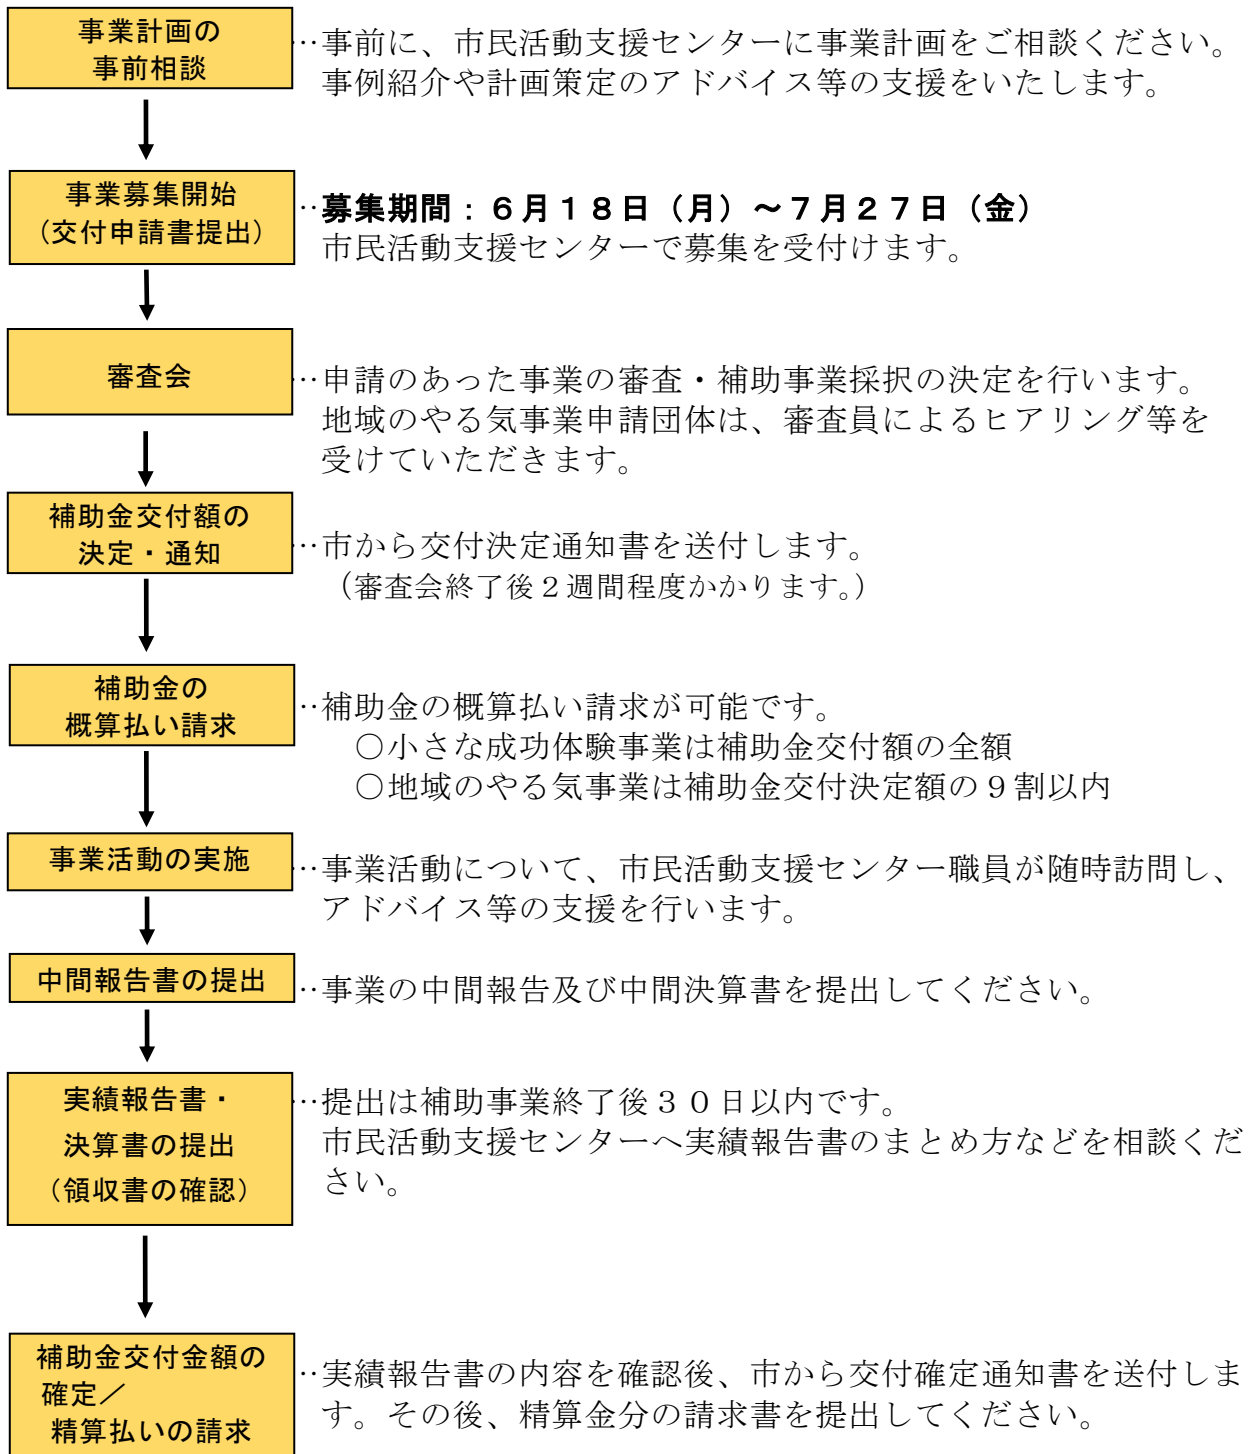 事業計画の
事前相談
‥事前に、市民活動支援センターに事業計画をご相談ください。
事例紹介や計画策定のアドバイス等の支援をいたします。
事業募集開始
（交付申請書提出）
‥募集期間：６月１８日（月）～７月２７日（金）
市民活動支援センターで募集を受付けます。
審査会
‥申請のあった事業の審査・補助事業採択の決定を行います。
地域のやる気事業申請団体は、審査員によるヒアリング等を
受けていただきます。
補助金交付額の
決定・通知
‥市から交付決定通知書を送付します。
（審査会終了後２週間程度かかります。）
補助金の
概算払い請求
‥補助金の概算払い請求が可能です。
○小さな成功体験事業は補助金交付額の全額
○地域のやる気事業は補助金交付決定額の９割以内
事業活動の実施
‥事業活動について、市民活動支援センター職員が随時訪問し、
アドバイス等の支援を行います。
中間報告書の提出
‥事業の中間報告及び中間決算書を提出してください。
実績報告書・
決算書の提出
（領収書の確認）
‥提出は補助事業終了後３０日以内です。
市民活動支援センターへ実績報告書のまとめ方などを相談くだ
さい。
補助金交付金額の
確定／
精算払いの請求
‥実績報告書の内容を確認後、市から交付確定通知書を送付しま
す。その後、精算金分の請求書を提出してください。